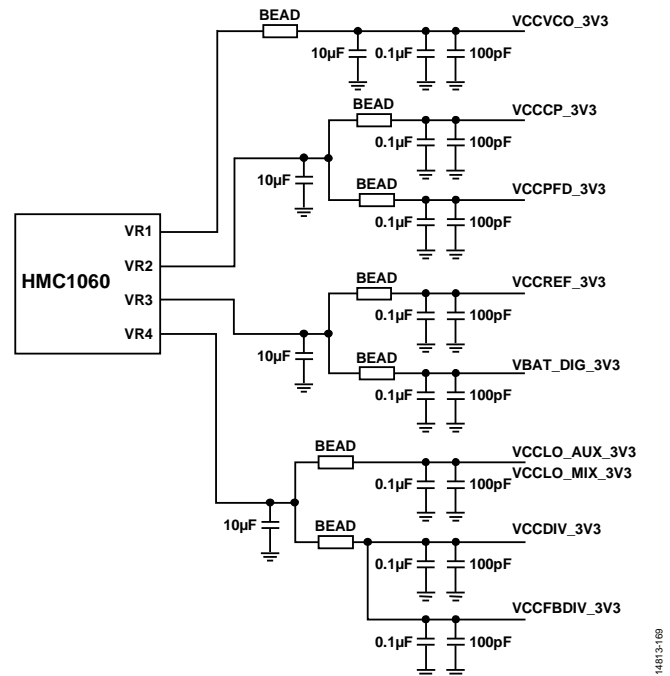 BEAD
VCCVCO_3V3
10µF
0.1µF
100pF
BEAD
VCCCP_3V3
0.1µF
100pF
10µF
BEAD
VCCPFD_3V3
0.1µF
100pF
HMC1060
VR1
VR2
VR3
VR4
BEAD
VCCREF_3V3
0.1µF
100pF
10µF
BEAD
VBAT_DIG_3V3
0.1µF
100pF
BEAD
VCCLO_AUX_3V3
VCCLO_MIX_3V3
0.1µF
100pF
10µF
BEAD
VCCDIV_3V3
0.1µF
100pF
VCCFBDIV_3V3
0.1µF
100pF
14813-169